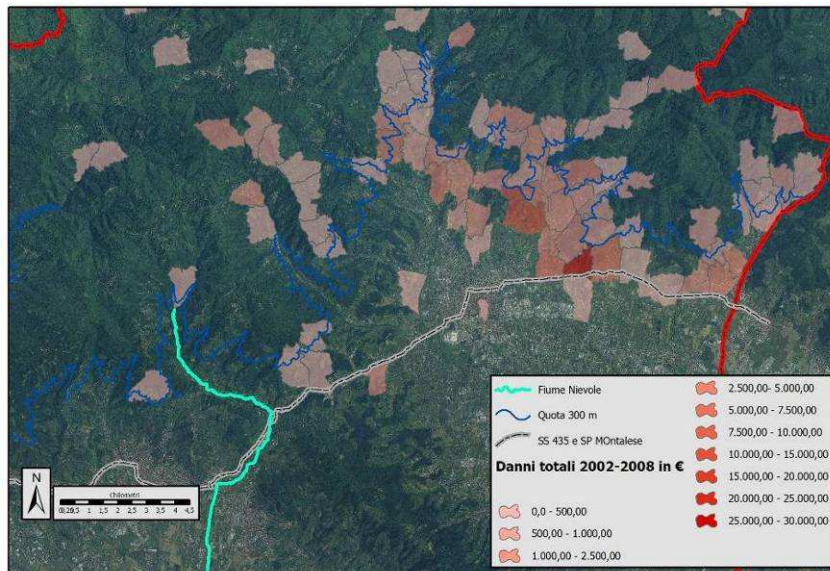 Fiume Nievole
Quota 300 m
SS 435 e SP MOntalese
Danni totali 2002-2008 in €
0,0 - 500,00
500,00 - 1.000,00
1.000,00 - 2.500,00
2.500,00- 5.000,00
5.000,00 - 7.500,00
7.500,00 - 10.000,00
10.000,00 - 15.000,00
15.000,00 - 20.000,00
20.000,00 - 25.000,00
25.000,00 - 30.000,00
N
Chilometri